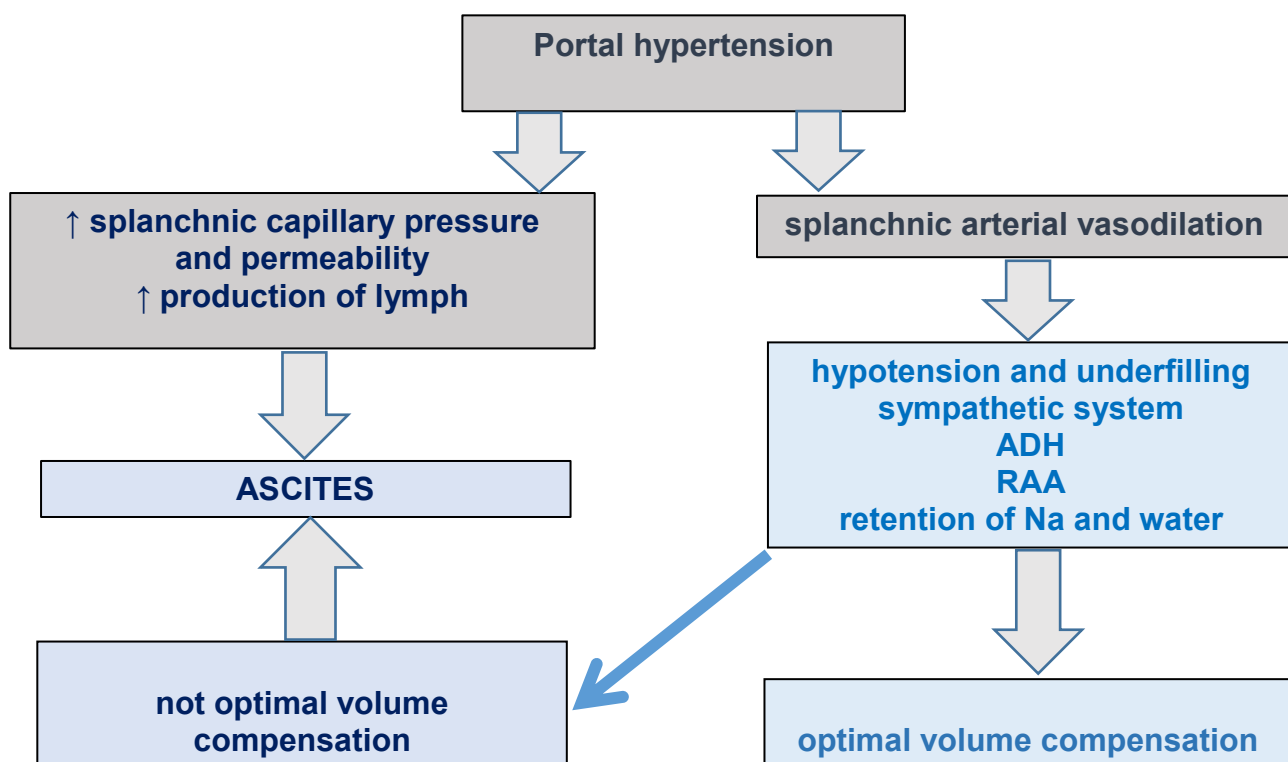 Portal hypertension
↑ splanchnic capillary pressure
and permeability
↑ production of lymph
splanchnic arterial vasodilation
hypotension and underfilling
sympathetic system
ADH
RAA
retention of Na and water
ASCITES
not optimal volume
compensation
optimal volume compensation